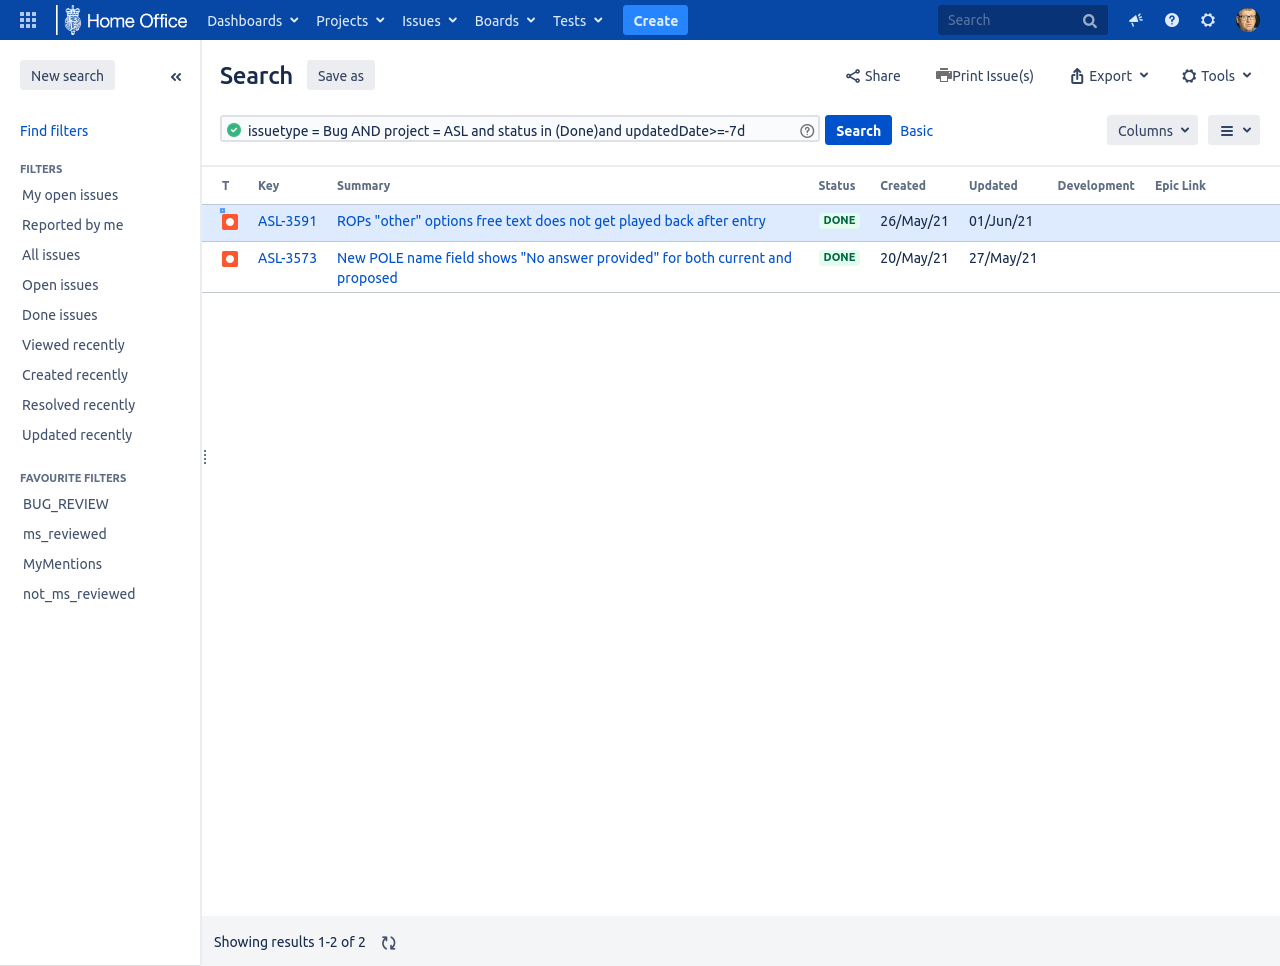 Home Office Dashboards Projects Issues Boards Tests Create Search
New search
Find filters
FILTERS
My open issues
Reported by me
All issues
Open issues
Done issues
Viewed recently
Created recently
Resolved recently
Updated recently
FAVOURITE FILTERS
BUG_REVIEW
ms_reviewed
MyMentions
not_ms_reviewed
Search Save as Share Print Issue(s) Export Tools
issuetype = Bug AND project = ASL and status in (Done)and updatedDate>=-7d Search Basic Columns
T Key Summary Status Created Updated Development Epic Link
ASL-3591 ROPs "other" options free text does not get played back after entry DONE 26/May/21 01/Jun/21
ASL-3573 New POLE name field shows "No answer provided" for both current and DONE 20/May/21 27/May/21
proposed
Showing results 1-2 of 2